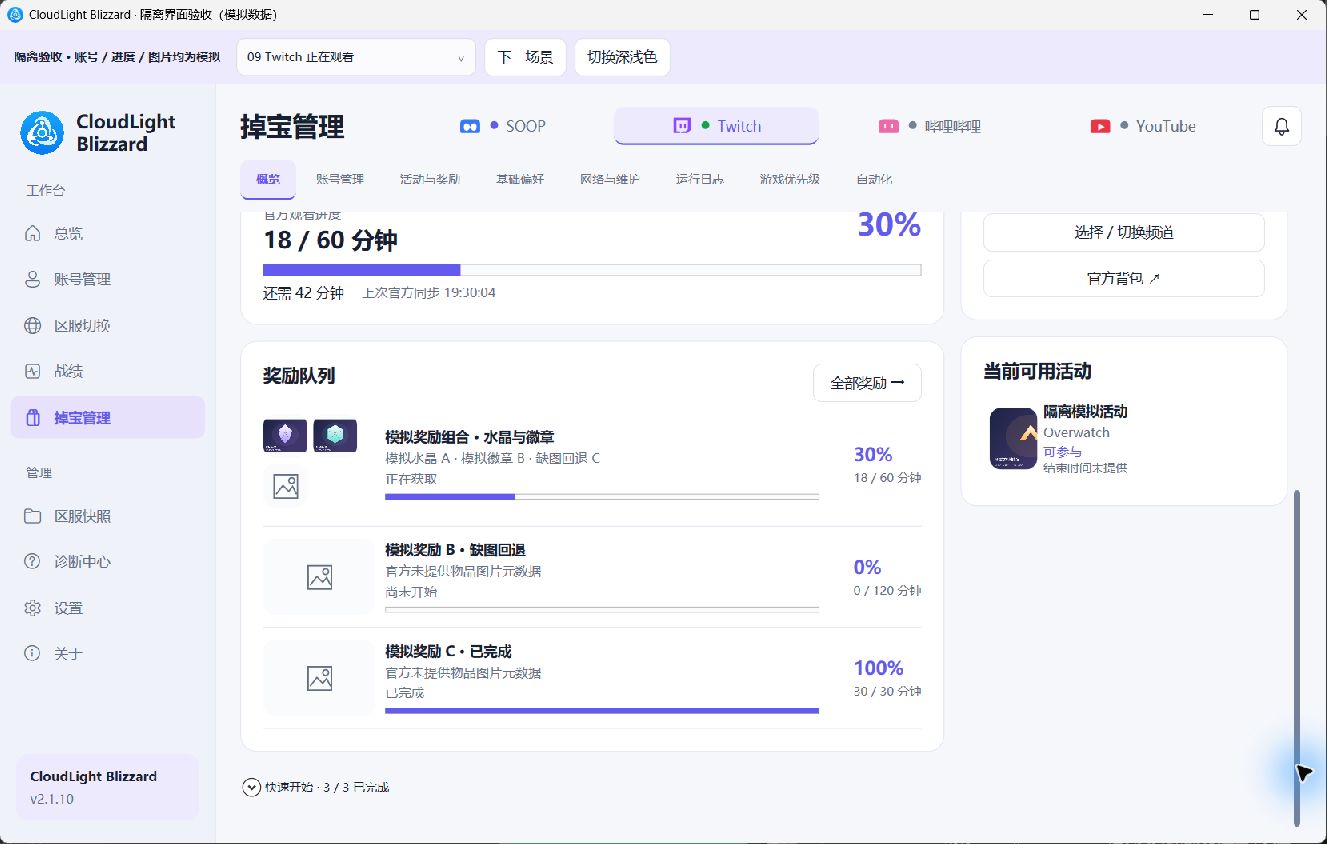 CloudLight Blizzard · 隔离界面验收（模拟数据）
隔离验收 • 账号 / 进度 / 图片均为模拟
09 Twitch 正在观看
下一场景
切换深浅色
CloudLight
Blizzard
工作台
总览
账号管理
区服切换
战绩
掉宝管理
管理
区服快照
诊断中心
设置
关于
CloudLight Blizzard
v2.1.10
掉宝管理
SOOP
Twitch
哔哩哔哩
YouTube
概览
账号管理
活动与奖励
基础偏好
网络与维护
运行日志
游戏优先级
自动化
官方观看进度
18 / 60 分钟
30%
还需 42 分钟
上次官方同步 19:30:04
选择 / 切换频道
官方背包 ↗
奖励队列
全部奖励 →
模拟奖励组合 • 水晶与徽章
模拟水晶 A · 模拟徽章 B · 缺图回退 C
正在获取
30%
18 / 60 分钟
模拟奖励 B • 缺图回退
官方未提供物品图片元数据
尚未开始
0%
0 / 120 分钟
模拟奖励 C • 已完成
官方未提供物品图片元数据
已完成
100%
30 / 30 分钟
当前可用活动
隔离模拟活动
Overwatch
可参与
结束时间未提供
快速开始 · 3 / 3 已完成